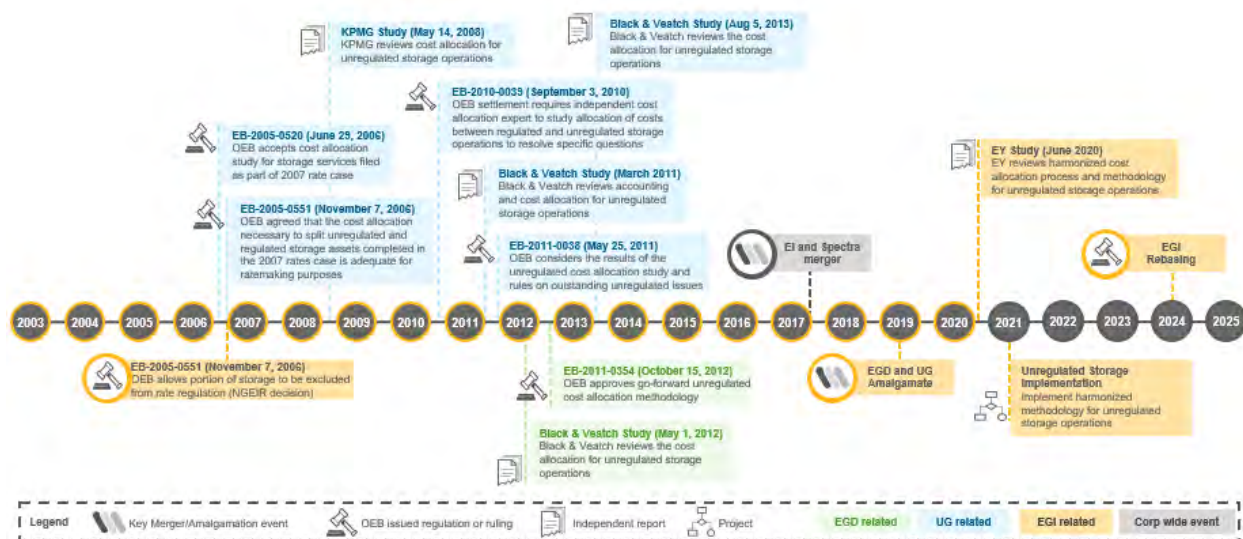 KPMG Study (May 14, 2008)
KPMG reviews cost allocation for
unregulated storage operations
Black & Veatch Study (Aug 5, 2013)
Black & Veatch reviews the cost
allocation for unregulated storage
operations
EB-2010-0039 (September 3, 2010)
OEB settlement requires independent cost
allocation expert to study allocation of costs
between regulated and unregulated storage
operations to resolve specific questions
EB-2005-0520 (June 29, 2006)
OEB accepts cost allocation
study for storage services filed
as part of 2007 rate case
EY Study (June 2020)
EY reviews harmonized cost
allocation process and methodology
for unregulated storage operations
Black & Veatch Study (March 2011)
Black & Veatch reviews accounting
and cost allocation for unregulated
storage operations
EB-2005-0551 (November 7, 2006)
OEB agreed that the cost allocation
necessary to split unregulated and
regulated storage assets completed in
the 2007 rates case is adequate for
ratemaking purposes
EB-2011-0038 (May 25, 2011)
OEB considers the results of the
unregulated cost allocation study and
rules on outstanding unregulated issues
EI and Spectra
merger
EGI
Rebasing
2003 2004 2005 2006 2007 2008 2009 2010 2011 2012 2013 2014 2015 2016 2017 2018 2019 2020 2021 2022 2023 2024 2025
EB-2005-0551 (November 7, 2006)
OEB allows portion of storage to be excluded
from rate regulation (NGEIR decision)
EB-2011-0354 (October 15, 2012)
OEB approves go-forward unregulated
cost allocation methodology
EGD and UG
Amalgamate
Unregulated Storage
Implementation
Implement harmonized
methodology for unregulated
storage operations
Black & Veatch Study (May 1, 2012)
Black & Veatch reviews the cost
allocation for unregulated storage
operations
Legend
Key Merger/Amalgamation event
OEB issued regulation or ruling
Independent report
Project
EGD related
UG related
EGI related
Corp wide event